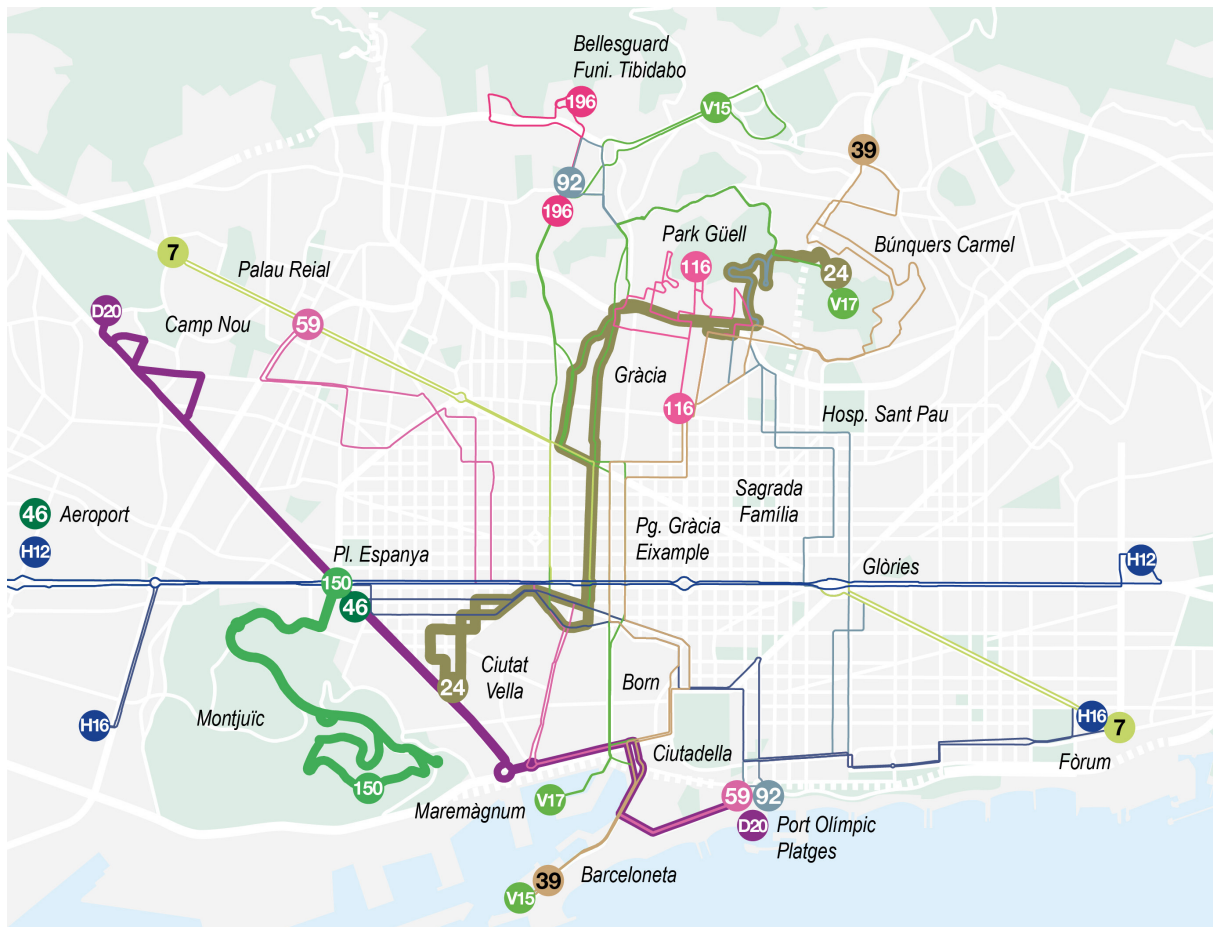 Bellesguard
Funi. Tibidabo
196
V15
39
92
196
Park Güell
Búnquers Carmel
7
Palau Reial
116
24
V17
D20
Camp Nou
59
Gràcia
116
Hosp. Sant Pau
Sagrada
Família
46
Aeroport
Pg. Gràcia
Eixample
H12
Pl. Espanya
Glòries
H12
150
46
Ciutat
Vella
24
Born
Montjuïc
H16
H16
7
Ciutadella
Fòrum
150
Maremàgnum
V17
59
92
D20
Port Olímpic
Platges
39
Barceloneta
V15